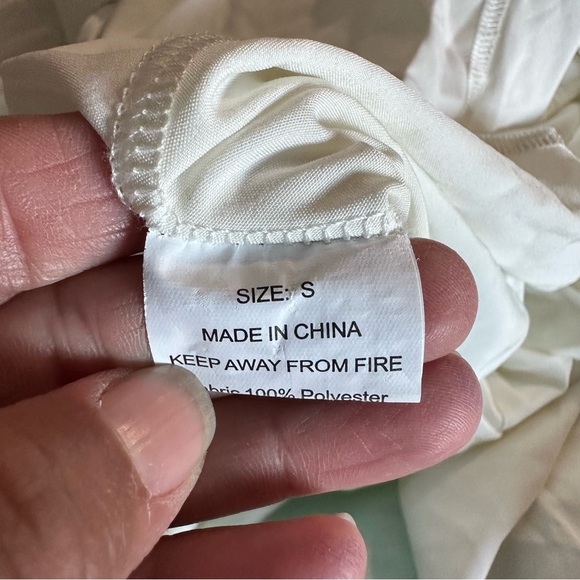 SIZE: S
MADE IN CHINA
KEEP AWAY FROM FIRE
100% Polyester